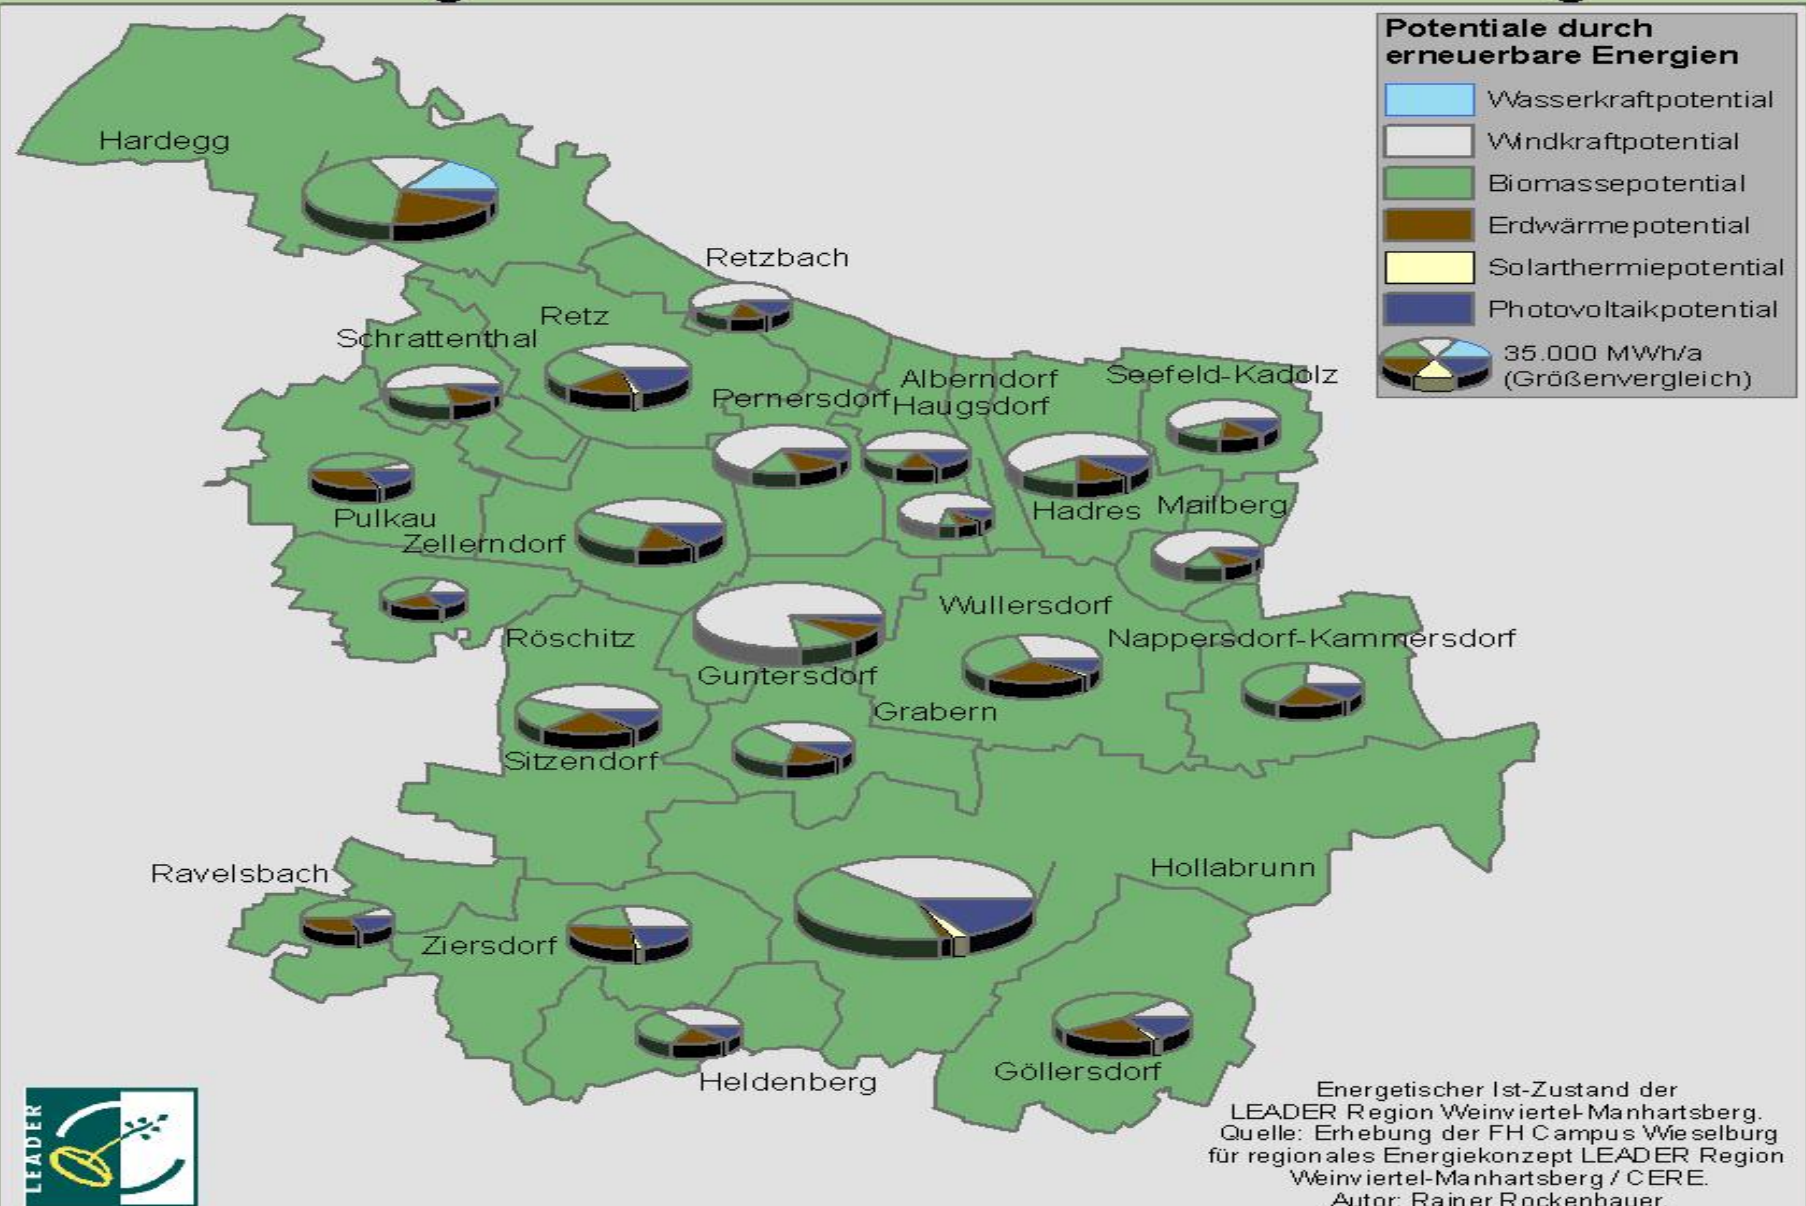 Potentiale durch
erneuerbare Energien
Wasserkraftpotential
Windkraftpotential
Biomassepotential
Erdwärmepotential
Solarthermiepotential
Photovoltaikpotential
35.000 MWh/a
(Größenvergleich)
Hardegg
Retzbach
Retz
Schrattenthal
Alberndorf
Seefeld-Kadolz
Pernersdorf
Haugsdorf
Pulkau
Hadres
Mailberg
Zellerndorf
Wullersdorf
Röschitz
Nappersdorf-Kammersdorf
Guntersdorf
Grabern
Sitzendorf
Ravelsbach
Hollabrunn
Ziersdorf
Heldenberg
Göllersdorf
LEADER
Energetischer Ist-Zustand der
LEADER Region Weinviertel-Manhartsberg.
Quelle: Erhebung der FH Campus Wieselburg
für regionales Energiekonzept LEADER Region
Weinviertel-Manhartsberg / CERE.
Autor: Rainer Rockenbauer.